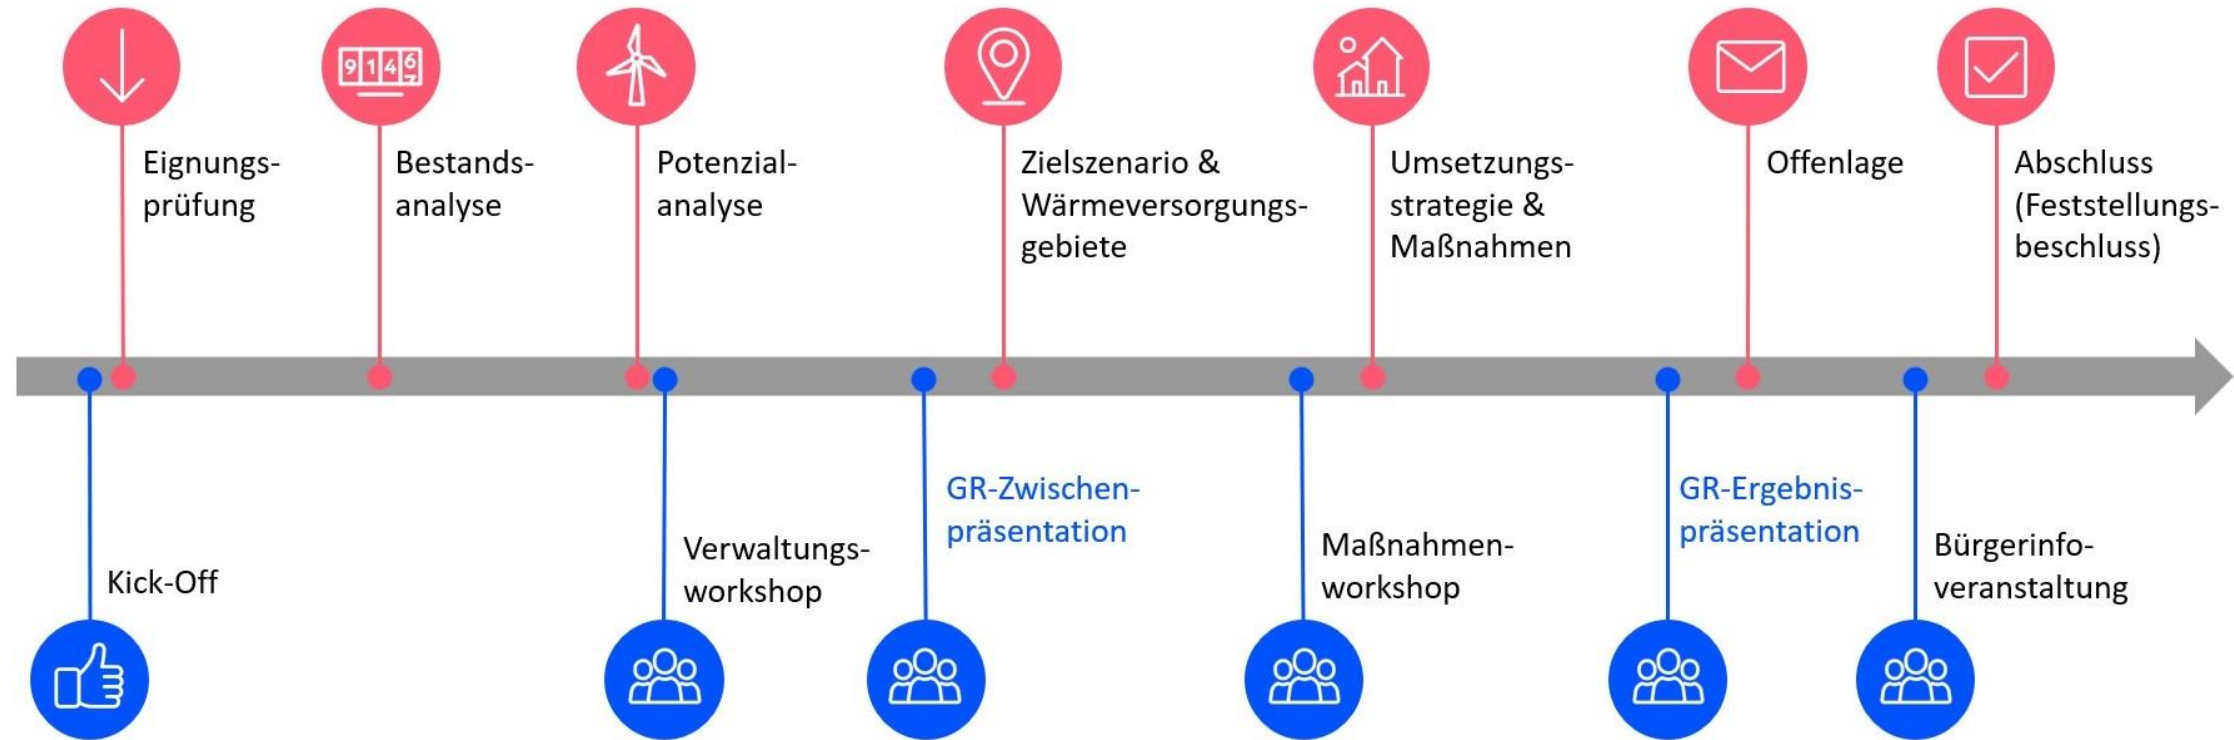 9146
7
Eignungs-
prüfung
Bestands-
analyse
Potenzial-
analyse
Zielszenario &
Wärmeversorgungs-
gebiete
Umsetzungs-
strategie &
Maßnahmen
Offenlage
Abschluss
(Feststellungs-
beschluss)
Kick-Off
Verwaltungs-
workshop
GR-Zwischen-
präsentation
Maßnahmen-
workshop
GR-Ergebnis-
präsentation
Bürgerinfo-
veranstaltung